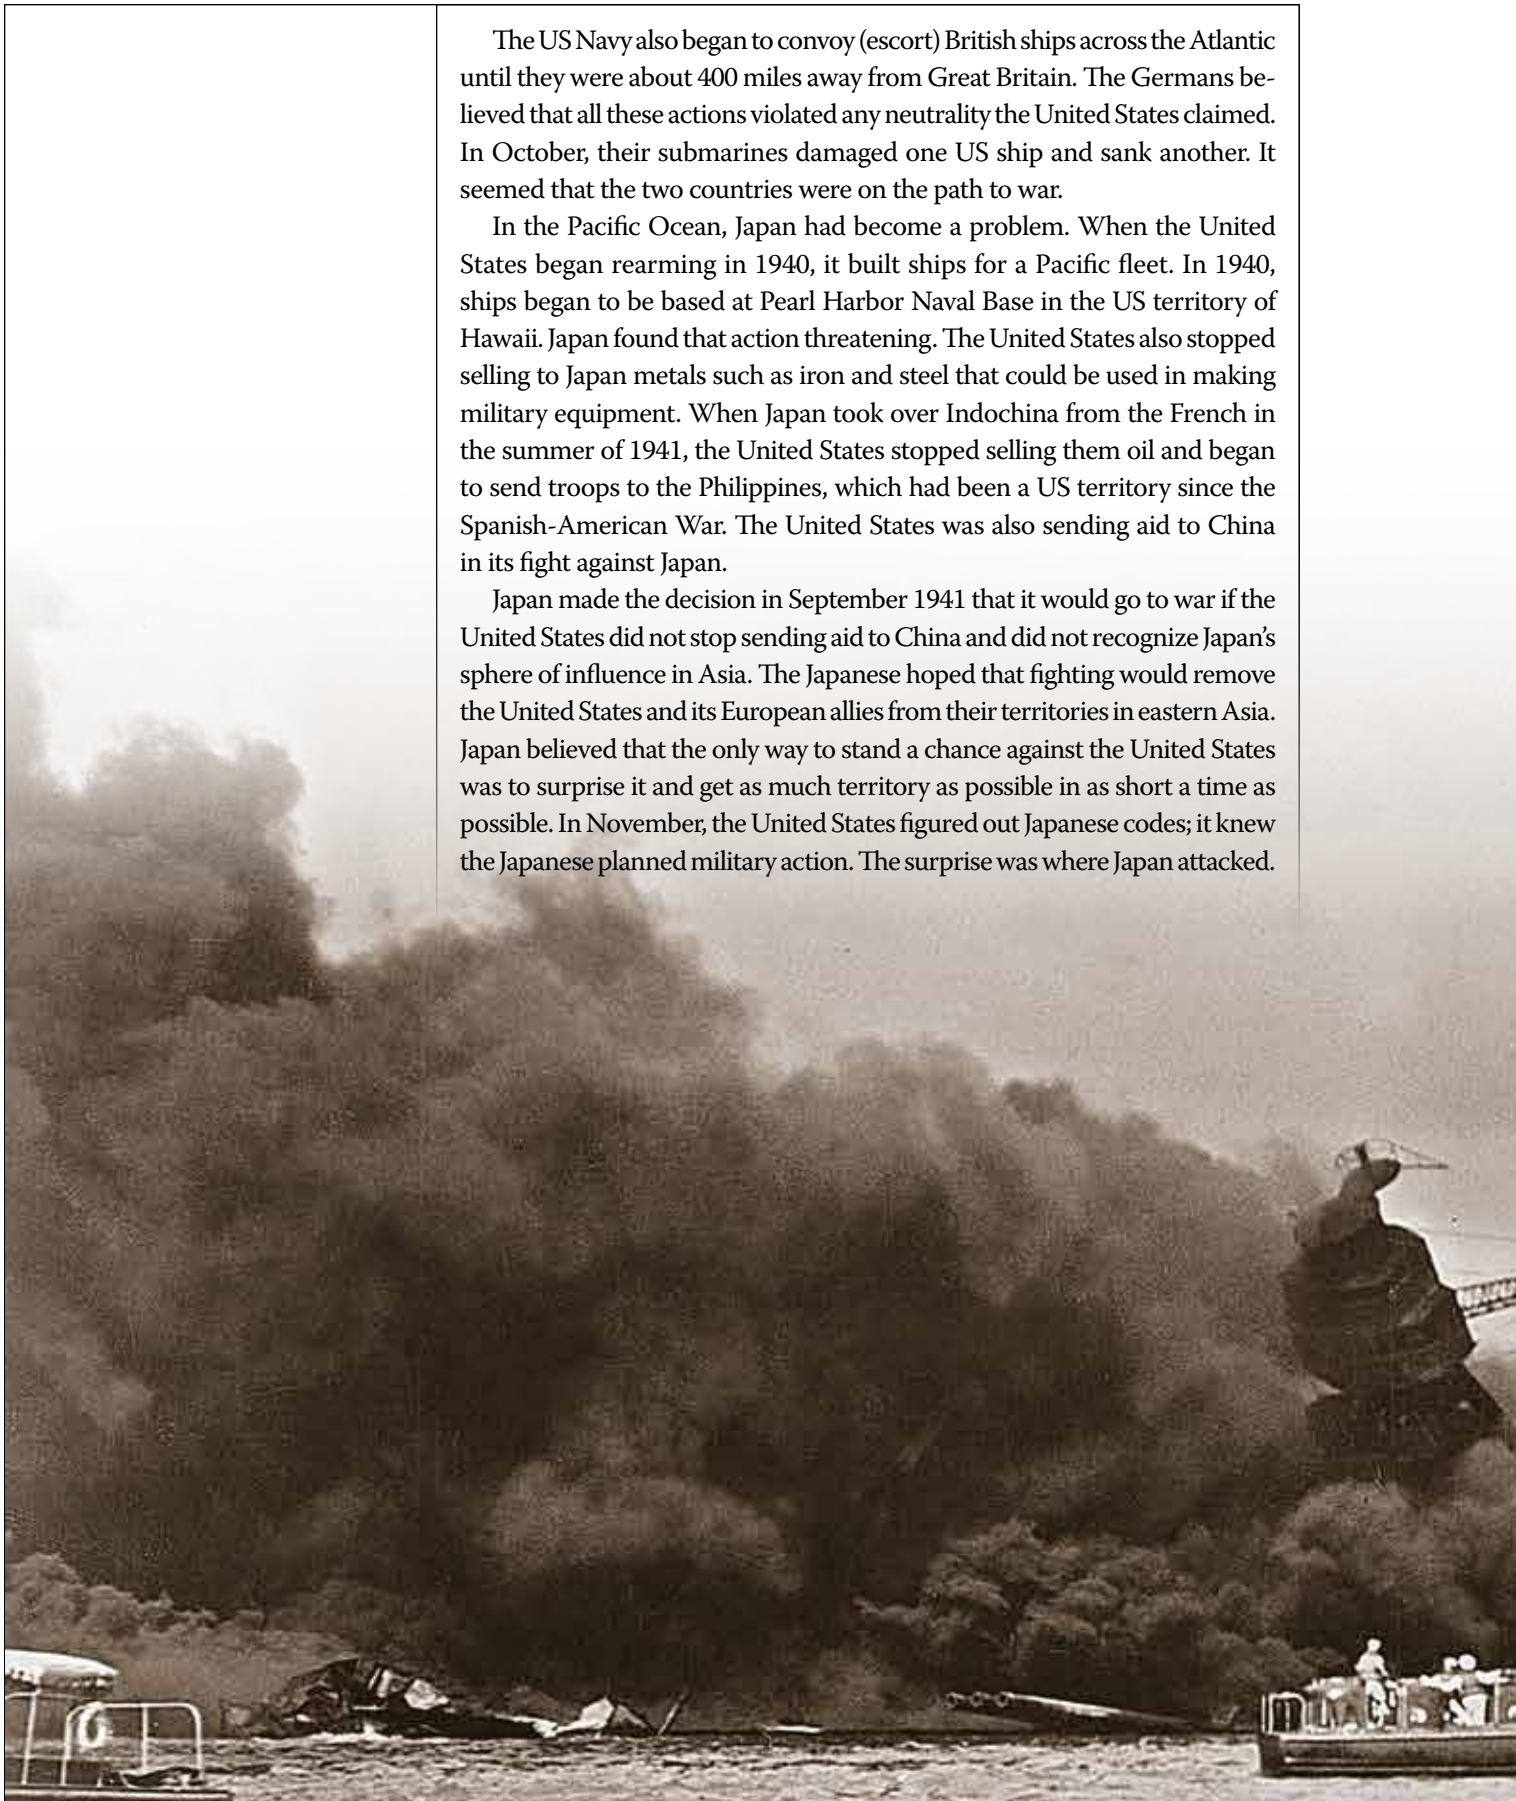 The US Navy also began to convoy (escort) British ships across the Atlantic
until they were about 400 miles away from Great Britain. The Germans be-
lieved that all these actions violated any neutrality the United States claimed.
In October, their submarines damaged one US ship and sank another. It
seemed that the two countries were on the path to war.
In the Pacific Ocean, Japan had become a problem. When the United
States began rearming in 1940, it built ships for a Pacific fleet. In 1940,
ships began to be based at Pearl Harbor Naval Base in the US territory of
Hawaii. Japan found that action threatening. The United States also stopped
selling to Japan metals such as iron and steel that could be used in making
military equipment. When Japan took over Indochina from the French in
the summer of 1941, the United States stopped selling them oil and began
to send troops to the Philippines, which had been a US territory since the
Spanish-American War. The United States was also sending aid to China
in its fight against Japan.
Japan made the decision in September 1941 that it would go to war if the
United States did not stop sending aid to China and did not recognize Japan's
sphere of influence in Asia. The Japanese hoped that fighting would remove
the United States and its European allies from their territories in eastern Asia.
Japan believed that the only way to stand a chance against the United States
was to surprise it and get as much territory as possible in as short a time as
possible. In November, the United States figured out Japanese codes; it knew
the Japanese planned military action. The surprise was where Japan attacked.